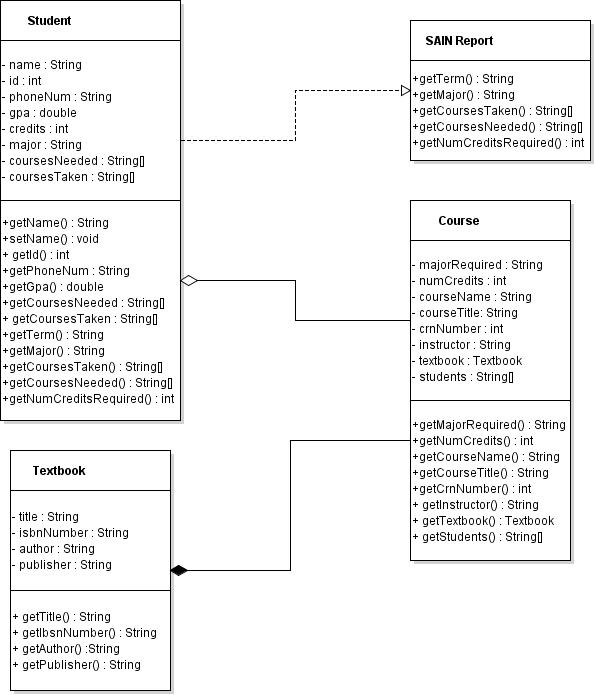 Student
- name : String
- id : int
- phoneNum : String
- gpa : double
- credits : int
- major : String
- coursesNeeded : String[]
- coursesTaken : String[]
+getName() : String
+setName() : void
+ getId() : int
+getPhoneNum : String
+getGpa() : double
+getCoursesNeeded : String[]
+ getCoursesTaken : String[]
+getTerm() : String
+getMajor() : String
+getCoursesTaken() : String[]
+getCoursesNeeded() : String[]
+getNumCreditsRequired() : int
SAIN Report
+getTerm() : String
+getMajor() : String
+getCoursesTaken() : String[]
+getCoursesNeeded() : String[]
+getNumCreditsRequired() : int
Course
- majorRequired : String
- numCredits : int
- courseName : String
- courseTitle: String
- crnNumber : int
- instructor : String
- textbook : Textbook
- students : String[]
+getMajorRequired() : String
+getNumCredits() : int
+getCourseName() : String
+getCourseTitle() : String
+getCrnNumber() : int
+ getInstructor() : String
+ getTextbook() : Textbook
+ getStudents() : String[]
Textbook
- title : String
- isbnNumber : String
- author : String
- publisher : String
+ getTitle() : String
+ getIbsnNumber() : String
+ getAuthor() :String
+ getPublisher() : String